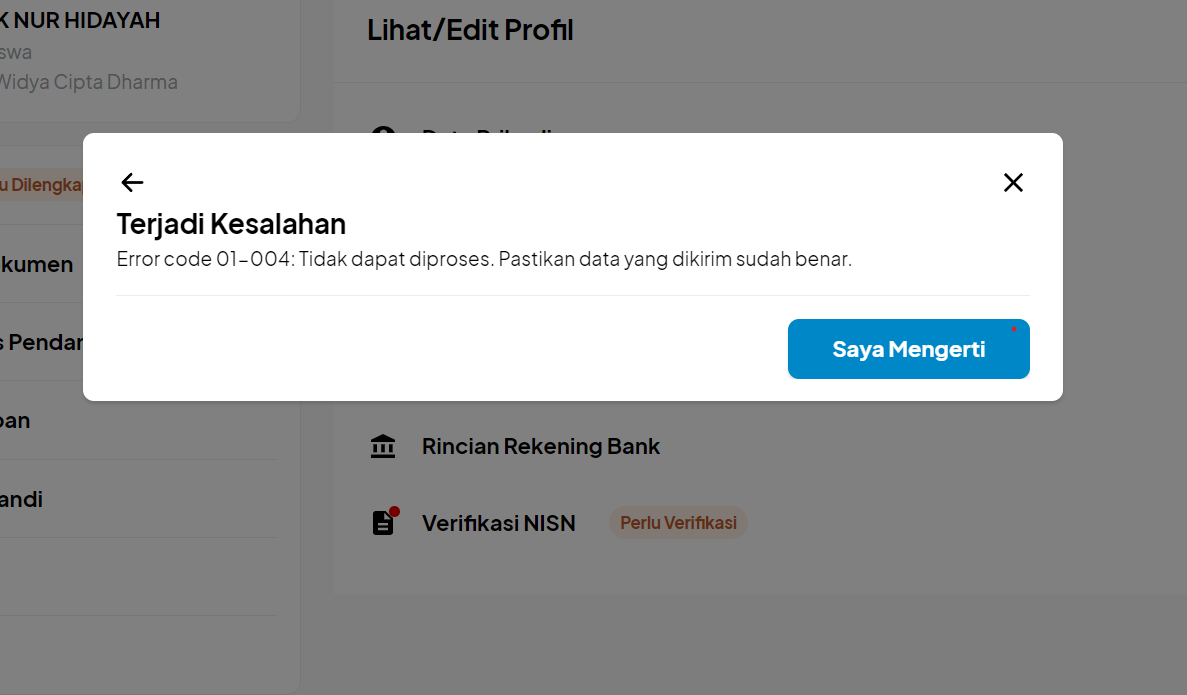 K NUR HIDAYAH
swa
Widya Cipta Dharma
Lihat/Edit Profil
Terjadi Kesalahan
Error code 01-004: Tidak dapat diproses. Pastikan data yang dikirim sudah benar.
Saya Mengerti
u Dilengka
kumen
s Pendar
pan
andi
Rincian Rekening Bank
Verifikasi NISN
Perlu Verifikasi